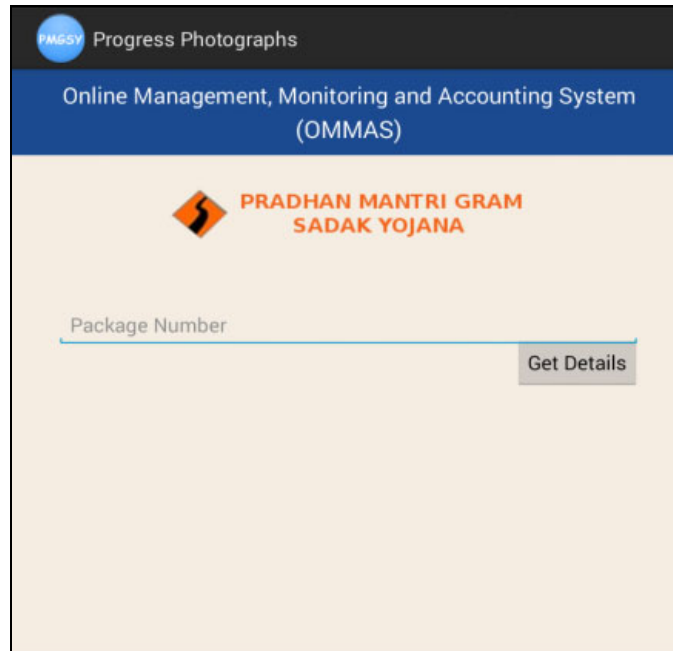 PMGSY Progress Photographs
Online Management, Monitoring and Accounting System
(OMMAS)
PRADHAN MANTRI GRAM
SADAK YOJANA
Package Number
Get Details